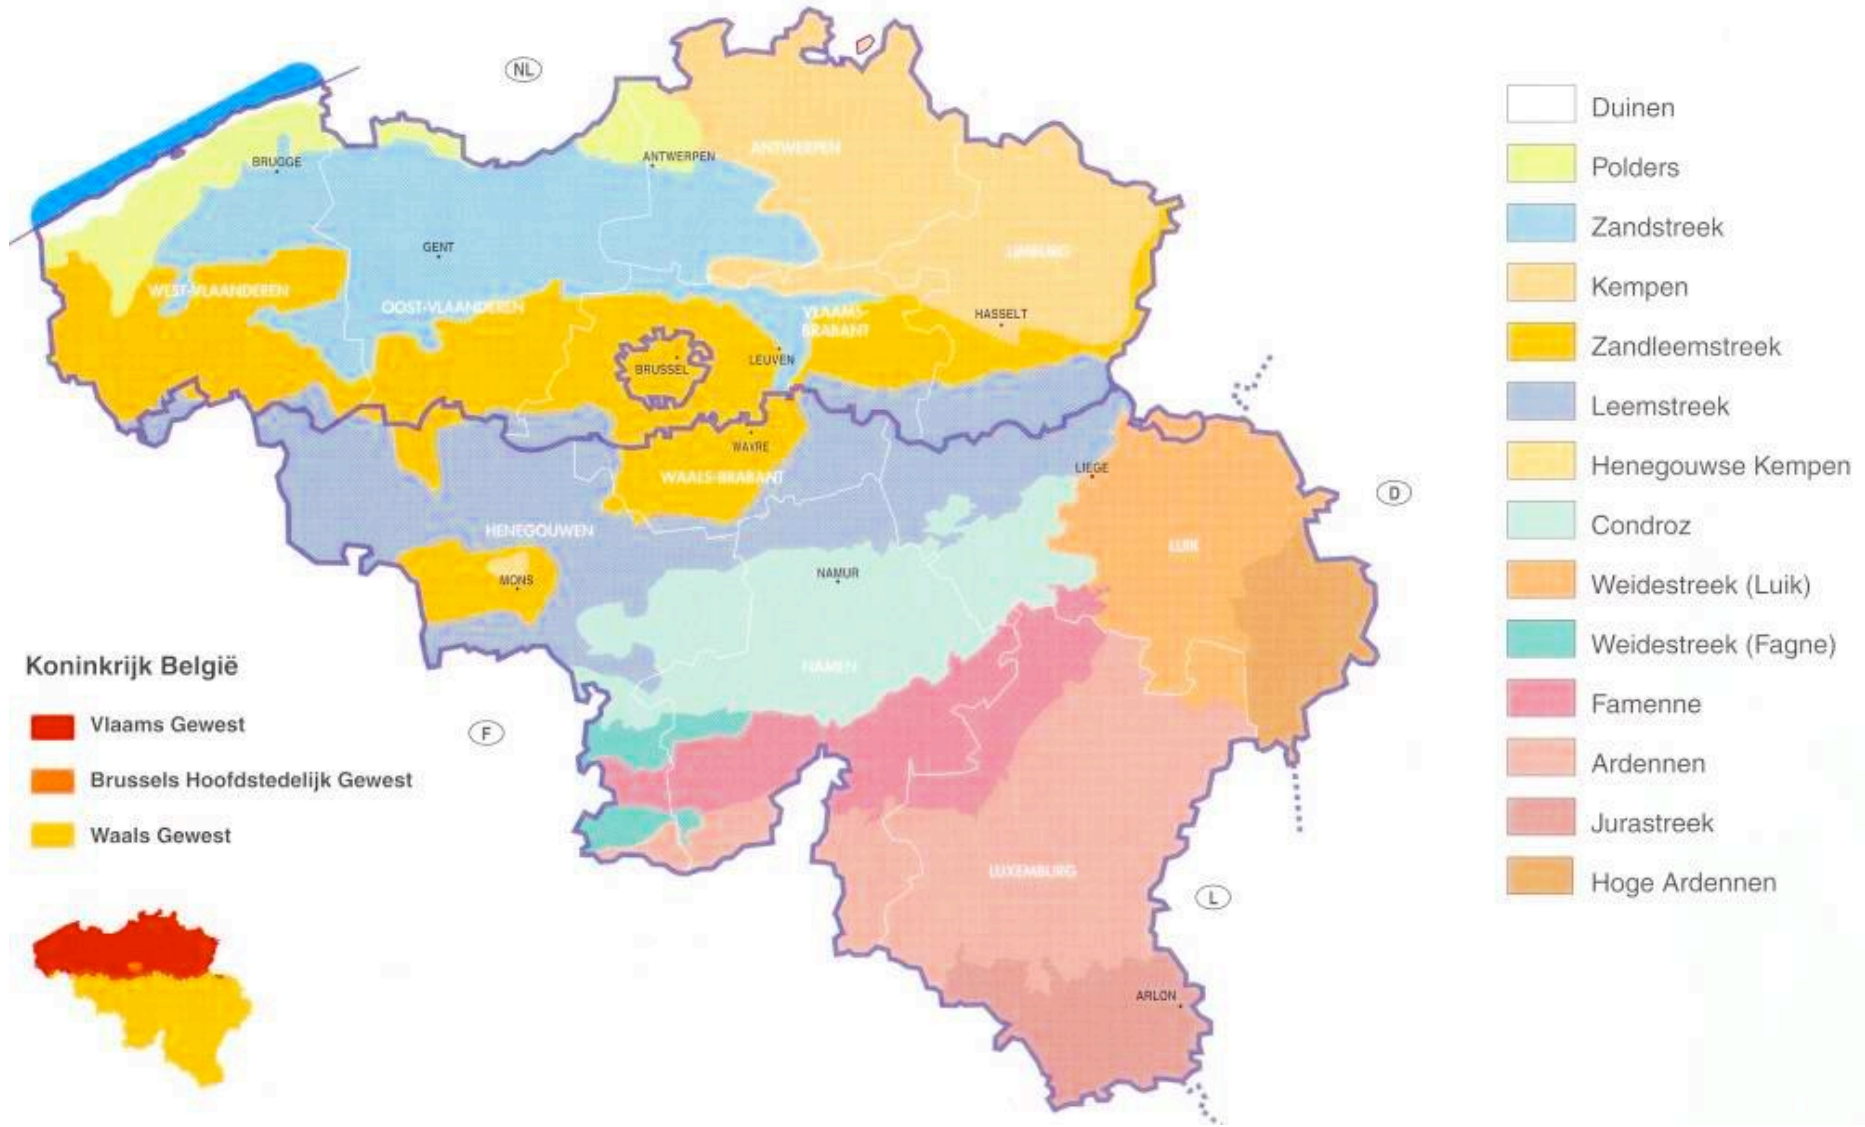 NL
BRUGGE
ANTWERPEN
ANTWERPEN
GENT
LIMBURG
WEST-VLAANDEREN
OOST-VLAANDEREN
VLAAMS-
BRABANT
HASSELT
BRUSSEL
LEUVEN
WAVRE
WAALS-BRABANT
LIEGE
D
HENEGOUWEN
LUIK
MONS
NAMUR
NAMEN
F
LUXEMBURG
L
ARLON
Duinen
Polders
Zandstreek
Kempen
Zandleemstreek
Leemstreek
Henegouwse Kempen
Condroz
Weidestreek (Luik)
Weidestreek (Fagne)
Famenne
Ardennen
Jurastreek
Hoge Ardennen
Koninkrijk België
Vlaams Gewest
Brussels Hoofdstedelijk Gewest
Waals Gewest